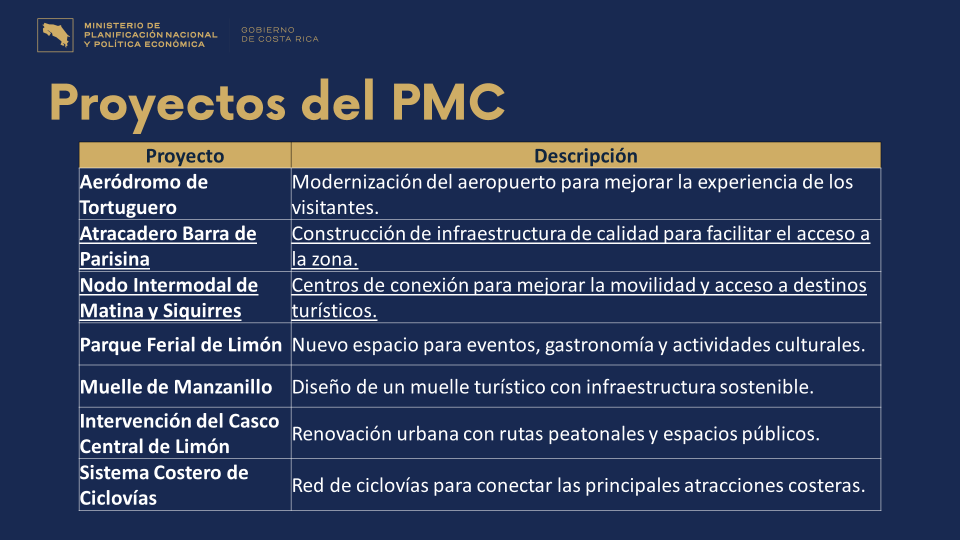 MINISTERIO DE
PLANIFICACIÓN NACIONAL
Y POLÍTICA ECONÓMICA
GOBIERNO
DE COSTA RICA
Proyectos del PMC
Proyecto
Descripción
Aeródromo de
Tortuguero
Modernización del aeropuerto para mejorar la experiencia de los
visitantes.
Atracadero Barra de
Parisina
Construcción de infraestructura de calidad para facilitar el acceso a
la zona.
Nodo Intermodal de
Matina y Siquirres
Centros de conexión para mejorar la movilidad y acceso a destinos
turísticos.
Parque Ferial de Limón
Nuevo espacio para eventos, gastronomía y actividades culturales.
Muelle de Manzanillo
Diseño de un muelle turístico con infraestructura sostenible.
Intervención del Casco
Central de Limón
Renovación urbana con rutas peatonales y espacios públicos.
Sistema Costero de
Ciclovías
Red de ciclovías para conectar las principales atracciones costeras.